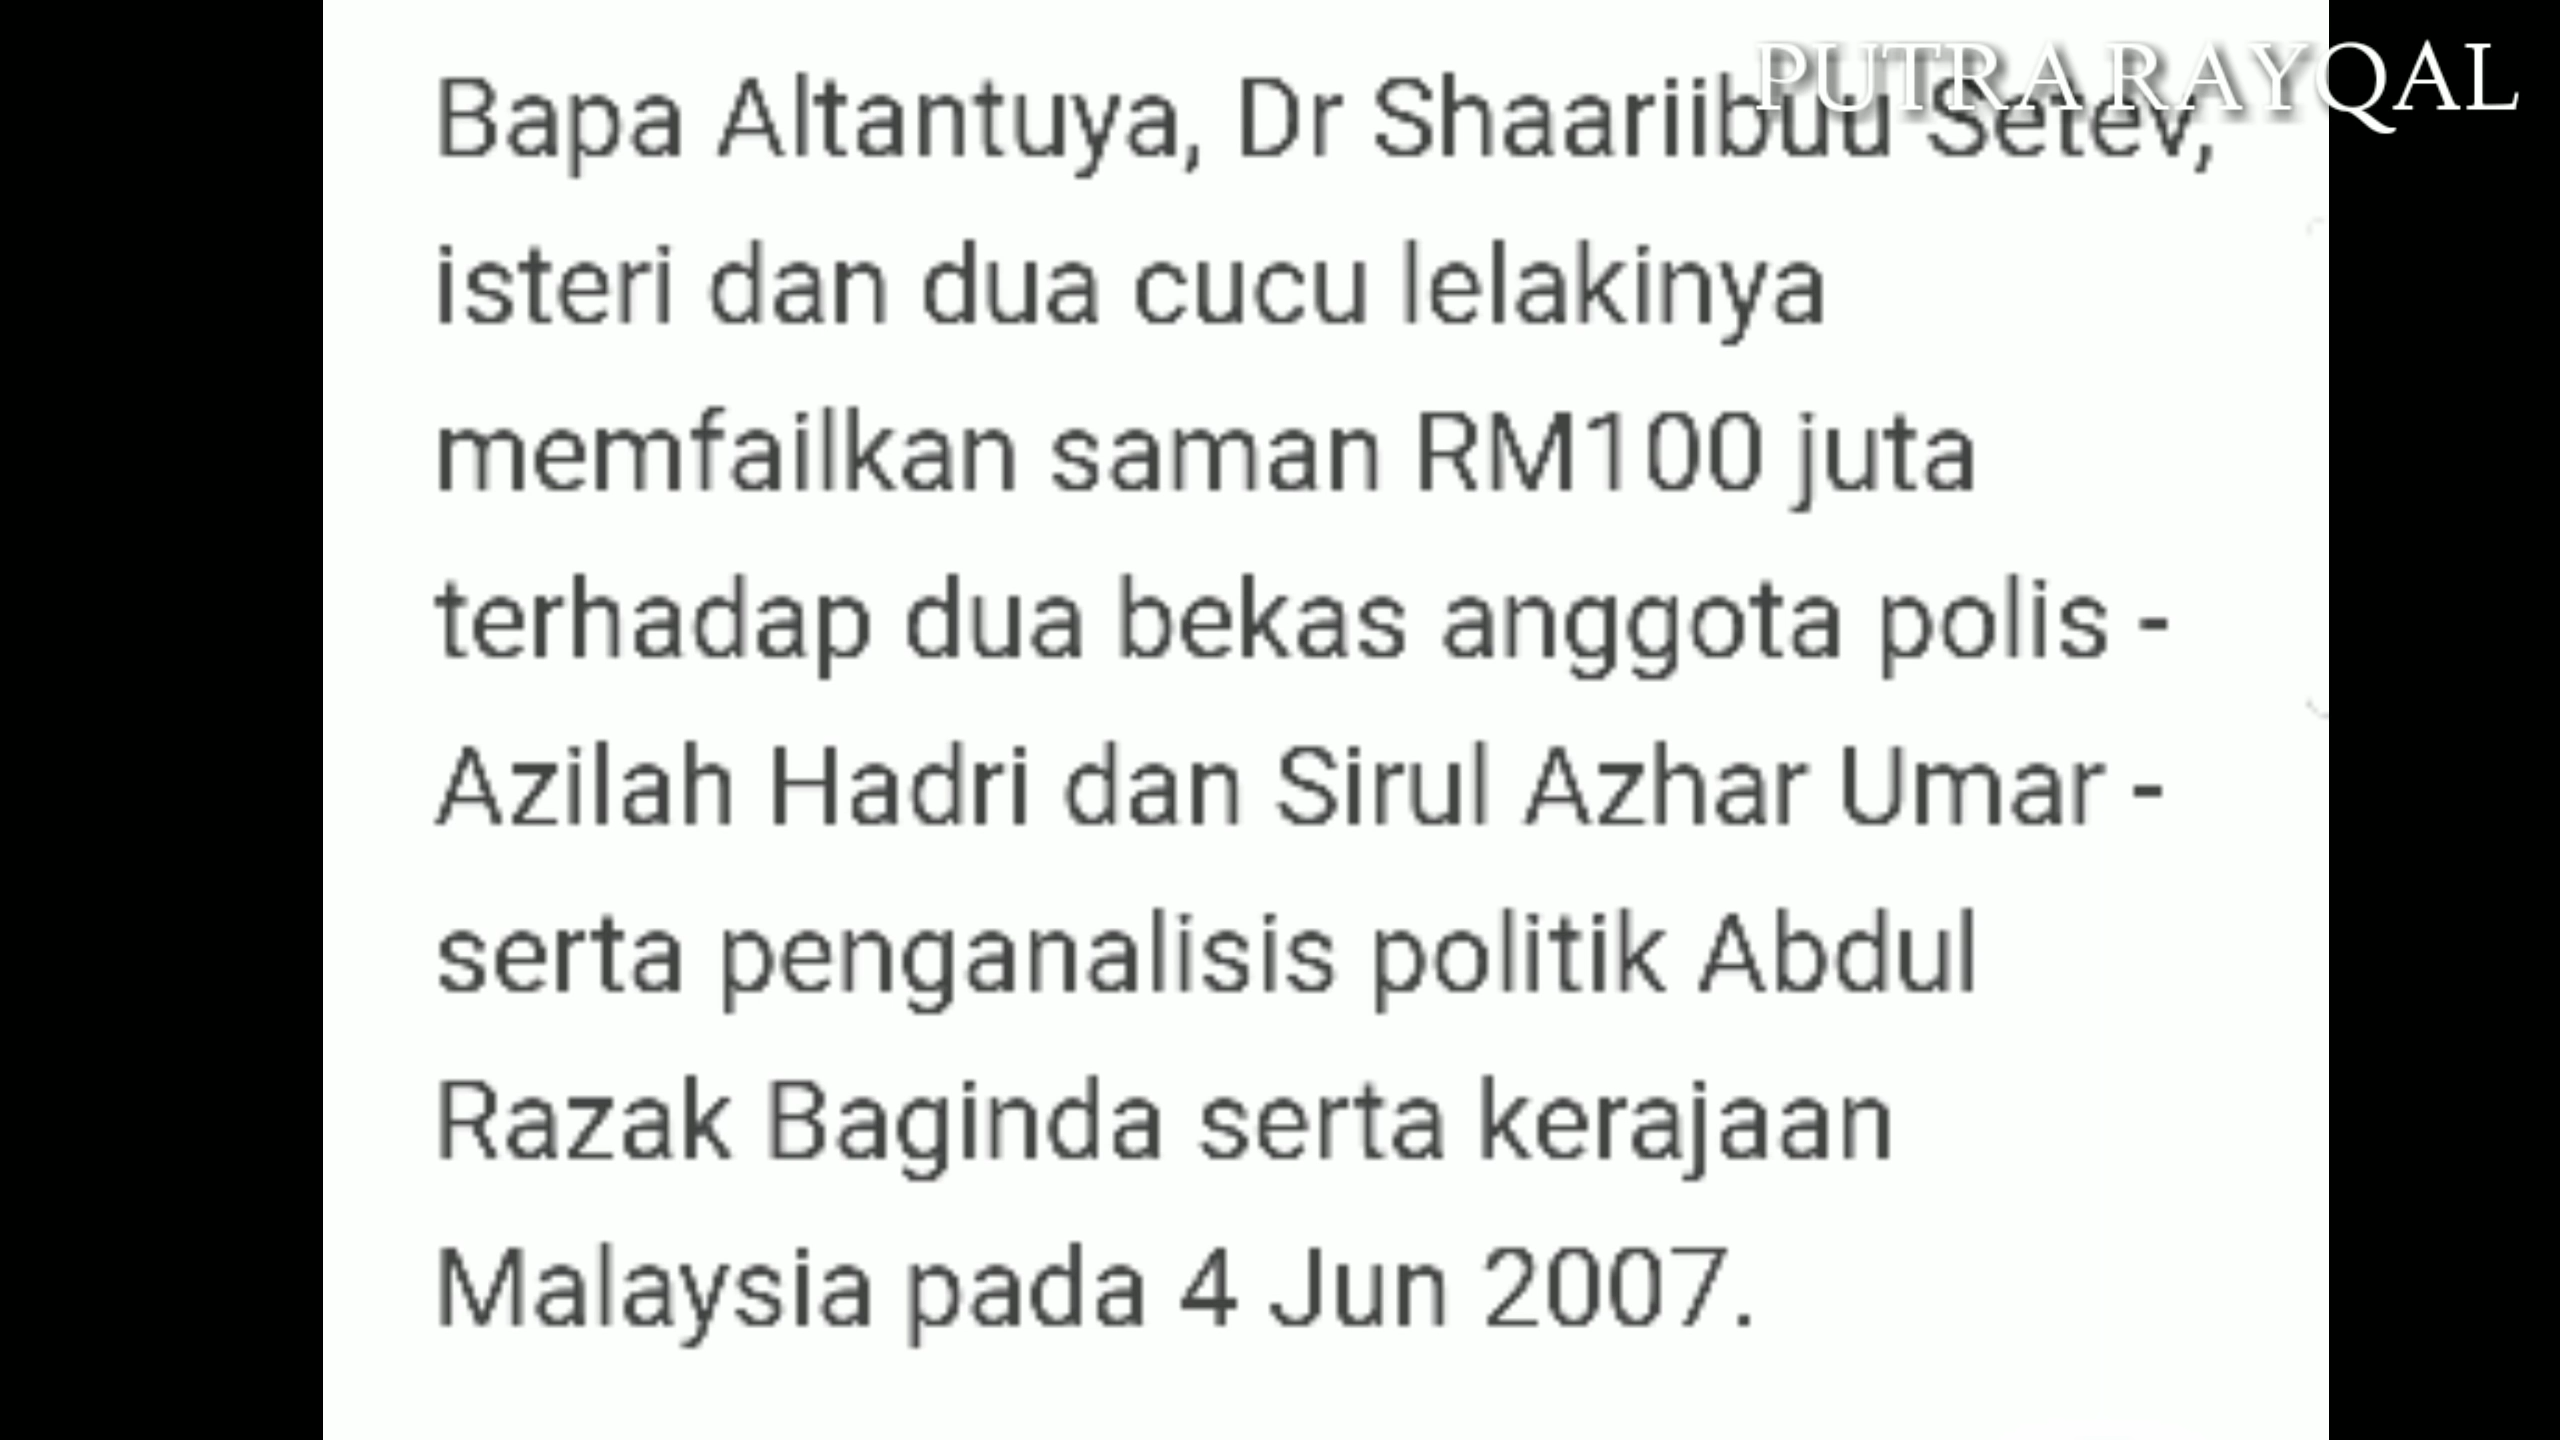 PUTRA RAYQAL
Bapa Altantuya, Dr Shaariibuu Setev,
isteri dan dua cucu lelakinya
memfailkan saman RM100 juta
terhadap dua bekas anggota polis -
Azilah Hadri dan Sirul Azhar Umar -
serta penganalisis politik Abdul
Razak Baginda serta kerajaan
Malaysia pada 4 Jun 2007.